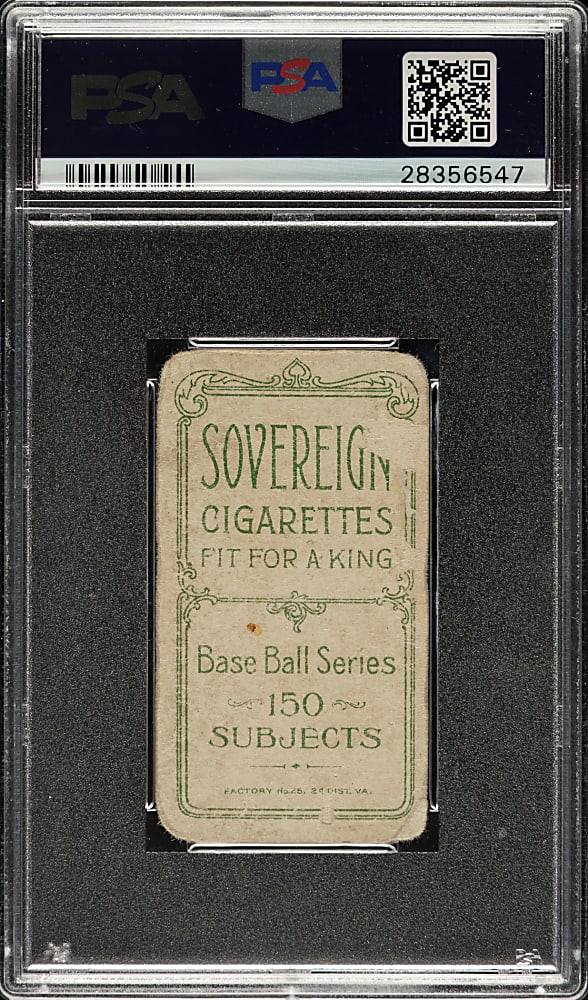 PSA PSA
28356547
SOVEREIGN
CIGARETTES
FIT FOR A KING
Base Ball Series
150
SUBJECTS
FACTORY No.25, 2d DIST. VA.